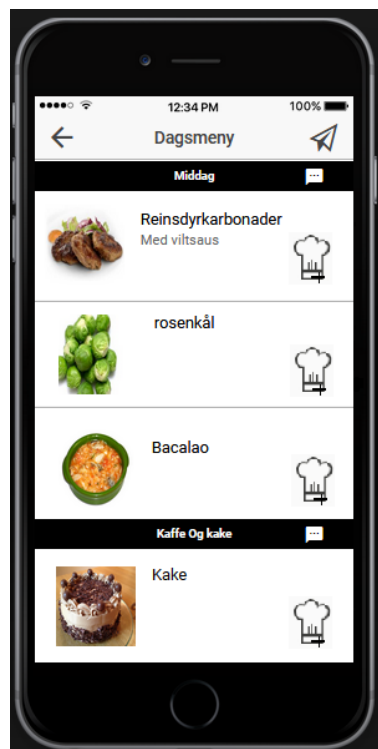 12:34 PM
100%
Dagsmeny
Middag
Reinsdyrkarbonader
Med viltsaus
rosenkål
Bacalao
Kaffe Og kake
Kake